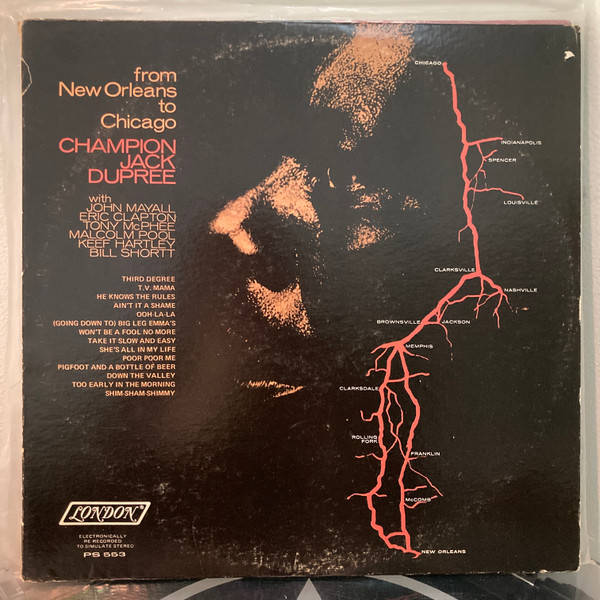 from
New Orleans
to
Chicago
CHAMPION
JACK
DUPREE
with
JOHN MAYALL
ERIC CLAPTON
TONY McPHEE
MALCOLM POOL
KEEF HARTLEY
BILL SHORTT
THIRD DEGREE
T.V. MAMA
HE KNOWS THE RULES
AIN'T IT A SHAME
OOH-LA-LA
(GOING DOWN TO) BIG LEG EMMA'S
WON'T BE A FOOL NO MORE
TAKE IT SLOW AND EASY
SHE'S ALL IN MY LIFE
POOR POOR ME
PIGFOOT AND A BOTTLE OF BEER
DOWN THE VALLEY
TOO EARLY IN THE MORNING
SHIM-SHAM-SHIMMY
LONDON
ELECTRONICALLY
RE-RECORDED
TO SIMULATE STEREO
PS 553
CHICAGO
INDIANAPOLIS
SPENCER
LOUISVILLE
CLARKSVILLE
NASHVILLE
BROWNSVILLE
JACKSON
MEMPHIS
CLARKSDALE
ROLLING
FORK
FRANKLIN
McCOMB
NEW ORLEANS